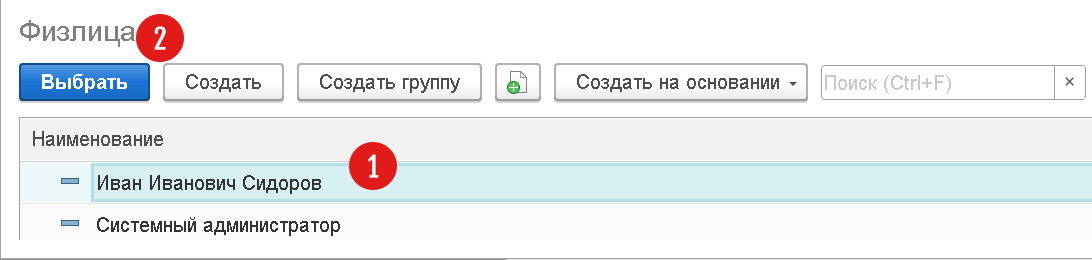 Физлица
2
Выбрать Создать Создать группу Создать на основании Поиск (Ctrl+F) ×
Наименование
1
Иван Иванович Сидоров
Системный администратор